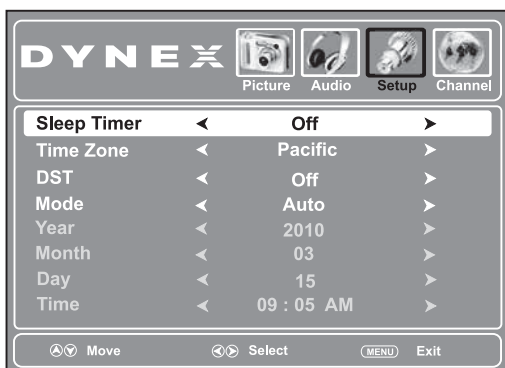 DYNEX
Picture Audio Setup Channel
Sleep Timer Off
Time Zone Pacific
DST Off
Mode Auto
Year 2010
Month 03
Day 15
Time 09 : 05 AM
Move Select MENU Exit